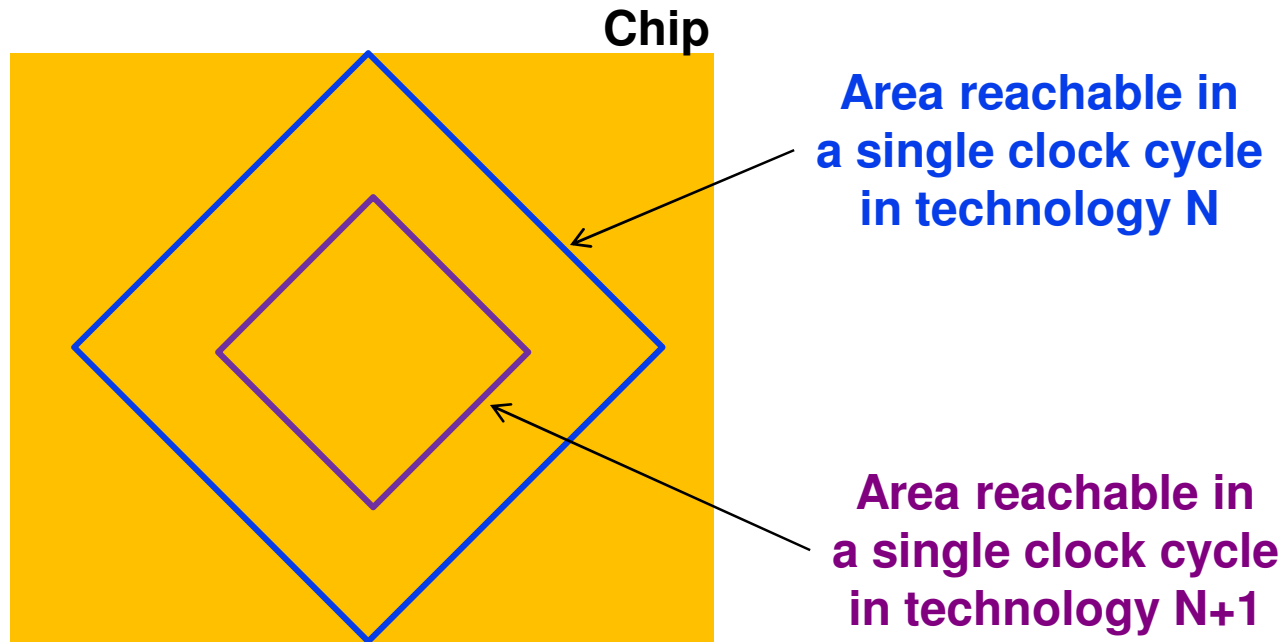 Chip
Area reachable in
a single clock cycle
in technology N
Area reachable in
a single clock cycle
in technology N+1